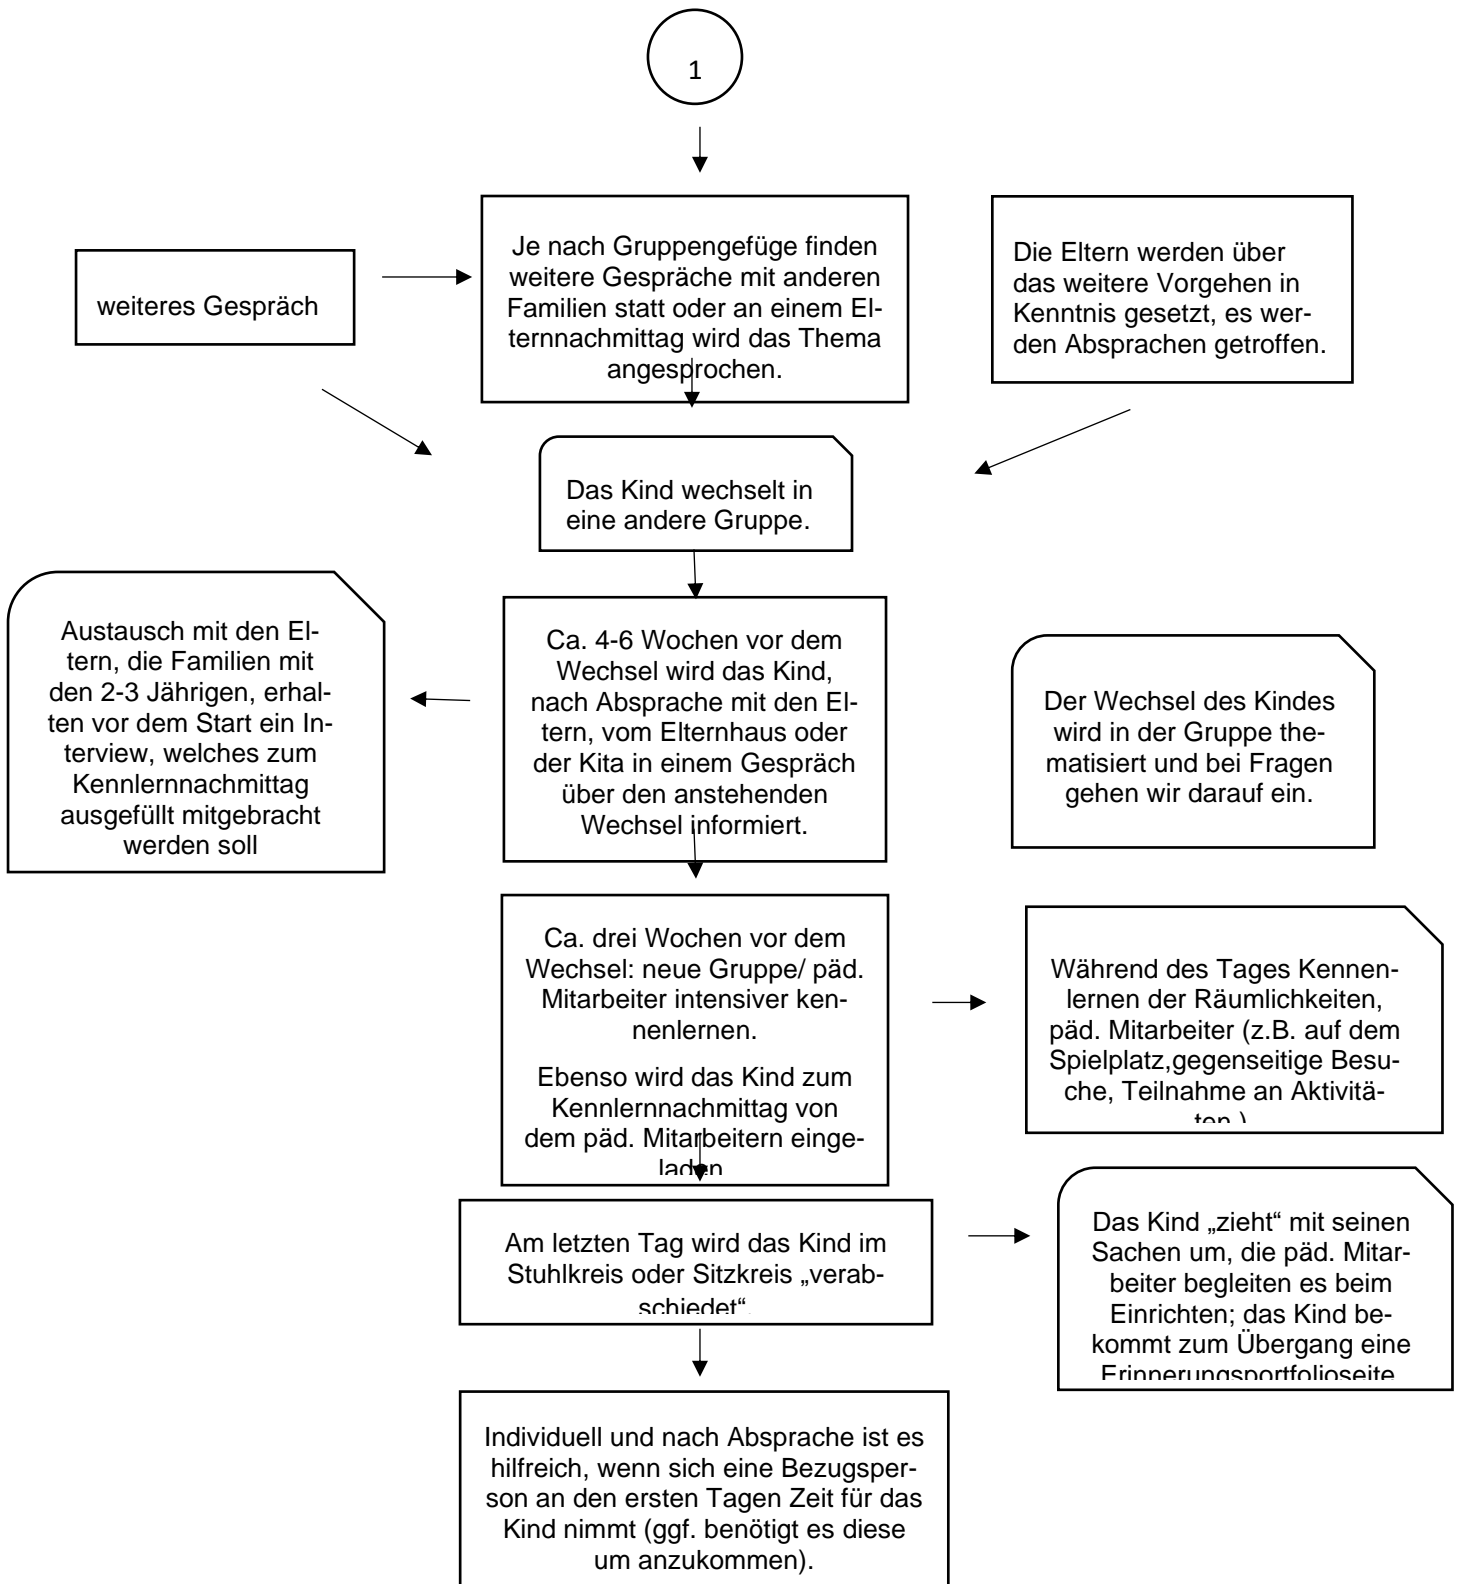 1
weiteres Gespräch
Je nach Gruppengefüge finden
weitere Gespräche mit anderen
Familien statt oder an einem El-
ternnachmittag wird das Thema
angesprochen.
Die Eltern werden über
das weitere Vorgehen in
Kenntnis gesetzt, es wer-
den Absprachen getroffen.
Das Kind wechselt in
eine andere Gruppe.
Austausch mit den El-
tern, die Familien mit
den 2-3 Jährigen, erhal-
ten vor dem Start ein In-
terview, welches zum
Kennlernnachmittag
ausgefüllt mitgebracht
werden soll
Ca. 4-6 Wochen vor dem
Wechsel wird das Kind,
nach Absprache mit den El-
tern, vom Elternhaus oder
der Kita in einem Gespräch
über den anstehenden
Wechsel informiert.
Der Wechsel des Kindes
wird in der Gruppe the-
matisiert und bei Fragen
gehen wir darauf ein.
Ca. drei Wochen vor dem
Wechsel: neue Gruppe/ päd.
Mitarbeiter intensiver ken-
nenlernen.
Ebenso wird das Kind zum
Kennlernnachmittag von
dem päd. Mitarbeitern einge-
laden
Während des Tages Kennen-
lernen der Räumlichkeiten,
päd. Mitarbeiter (z.B. auf dem
Spielplatz,gegenseitige Besu-
che, Teilnahme an Aktivitä-
ten.)
Am letzten Tag wird das Kind im
Stuhlkreis oder Sitzkreis „verab-
schiedet“.
Das Kind „zieht“ mit seinen
Sachen um, die päd. Mitar-
beiter begleiten es beim
Einrichten; das Kind be-
kommt zum Übergang eine
Erinnerungsportfolioseite
Individuell und nach Absprache ist es
hilfreich, wenn sich eine Bezugsper-
son an den ersten Tagen Zeit für das
Kind nimmt (ggf. benötigt es diese
um anzukommen).